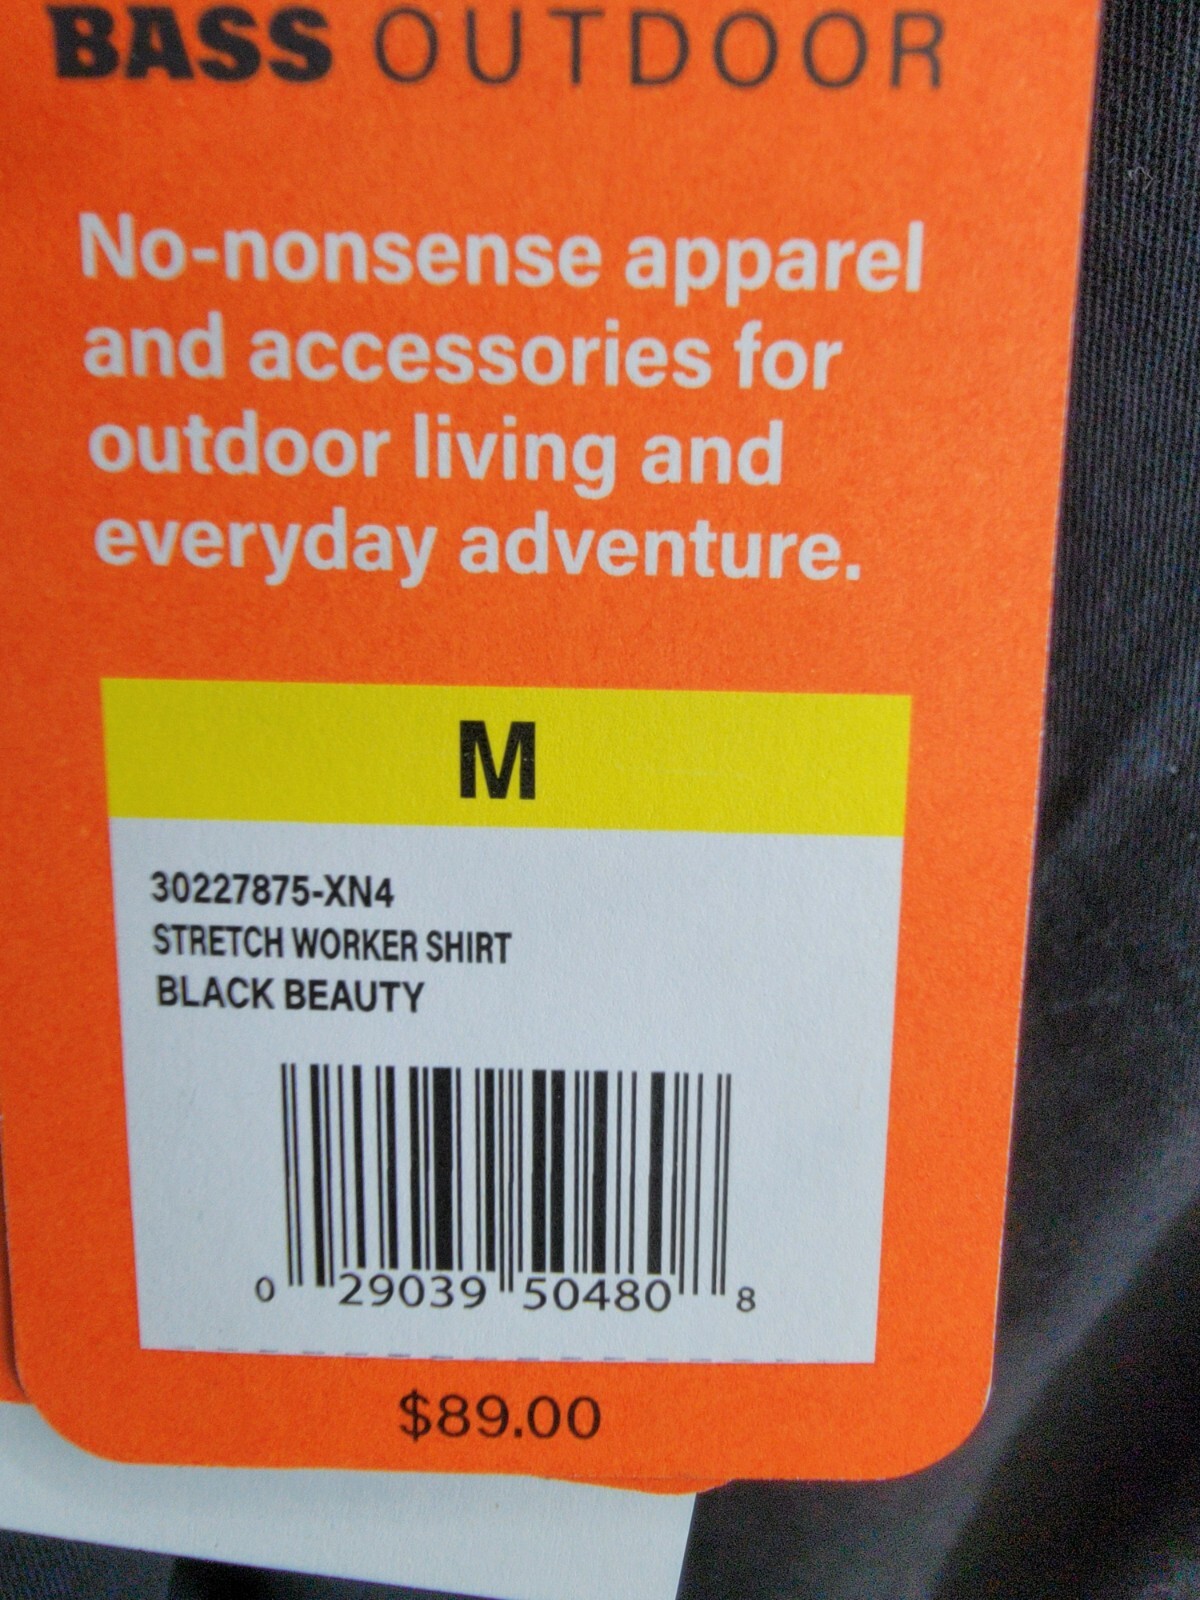 BASS OUTDOOR
No-nonsense apparel
and accessories for
outdoor living and
everyday adventure.
M
30227875-XN4
STRETCH WORKER SHIRT
BLACK BEAUTY
0 29039 50480 8
$89.00